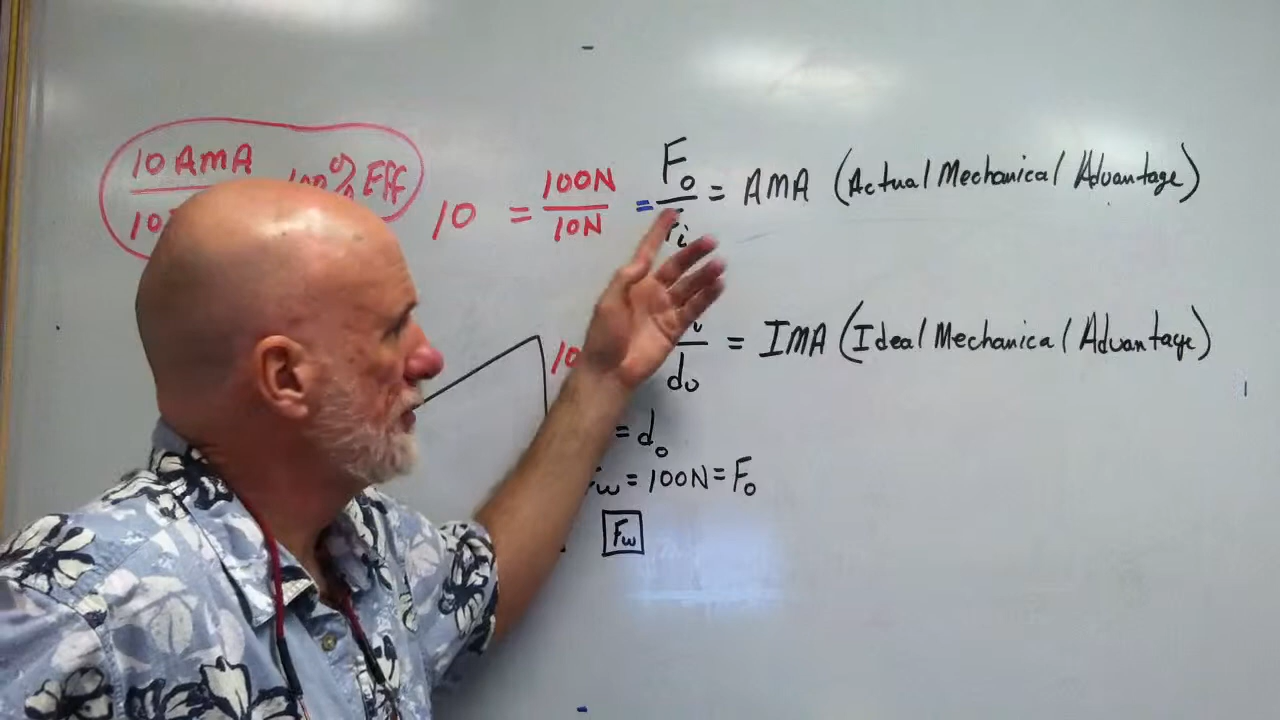 10 AMA
100% Eff
10
10 = 100N / 10N = Fo / Fi = AMA (Actual Mechanical Advantage)
/ do = IMA (Ideal Mechanical Advantage)
10
= do
Fw = 100N = Fo
Fw